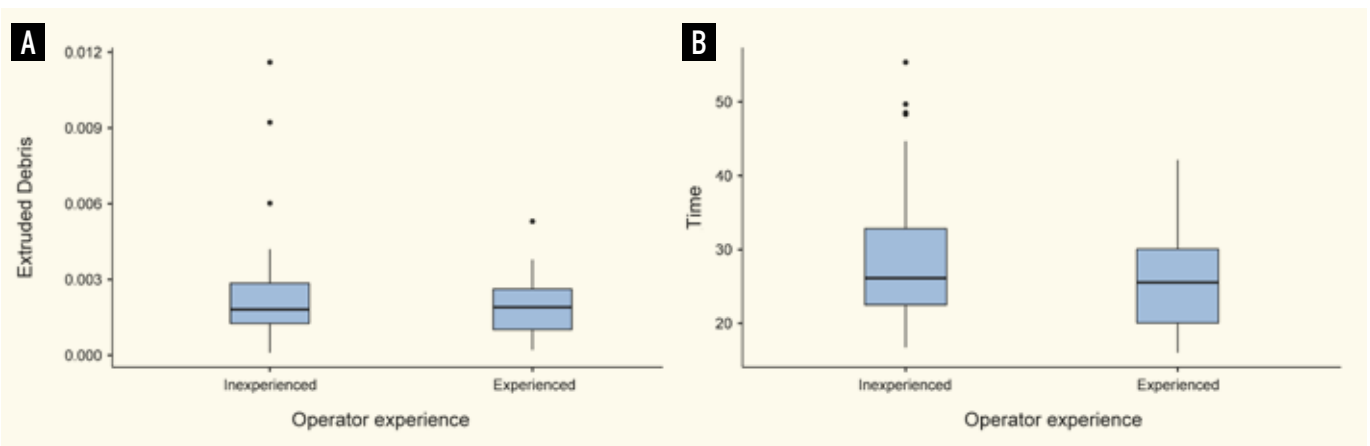 A
Extruded Debris
0.012
0.009
0.006
0.003
0.000
Inexperienced Experienced
Operator experience
B
Time
50
40
30
20
Inexperienced Experienced
Operator experience